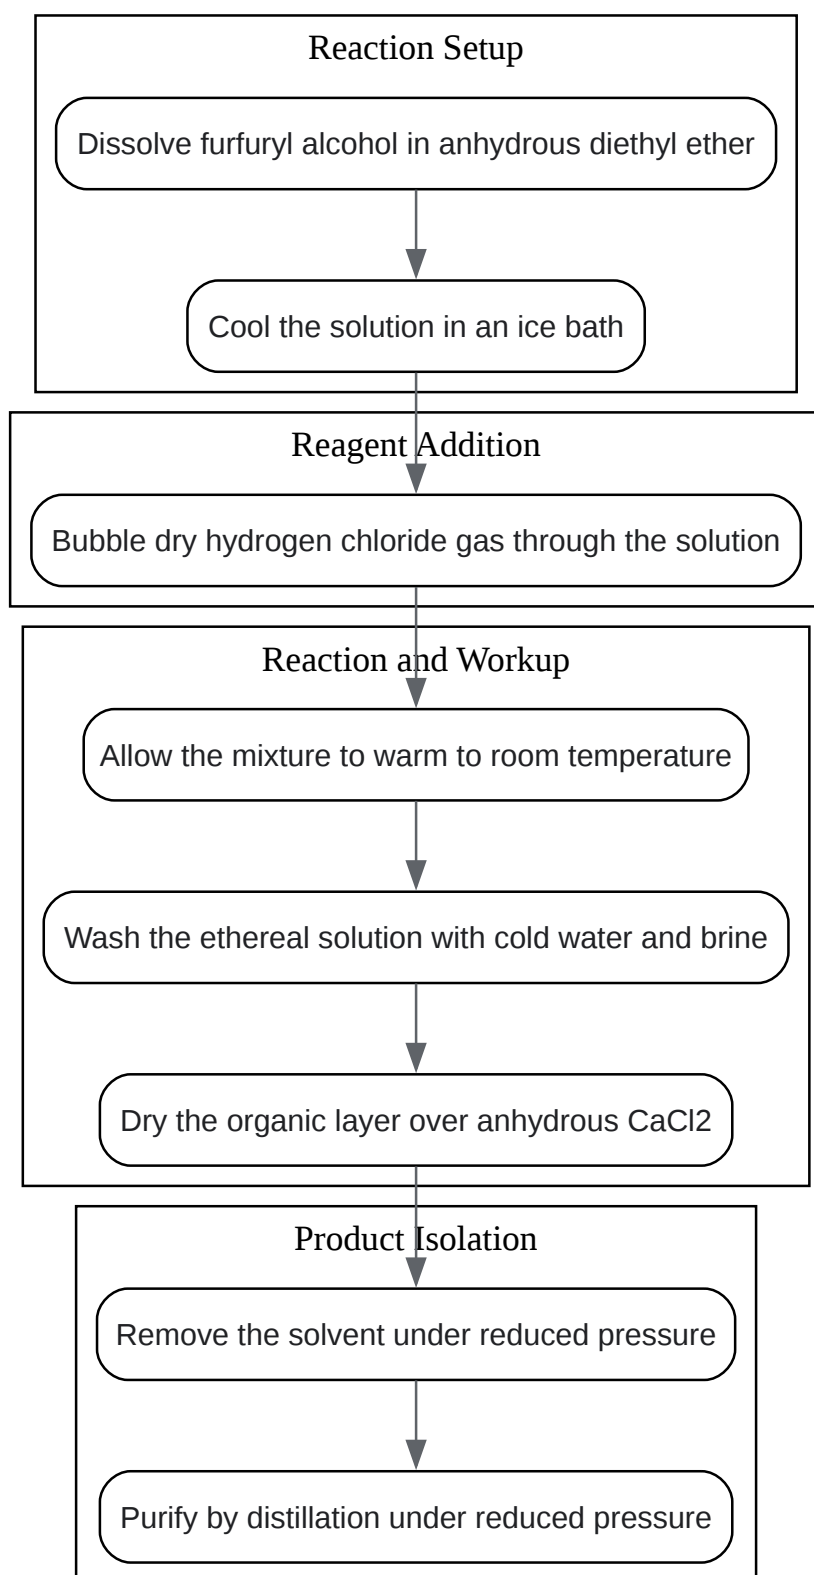 Reaction Setup
Dissolve furfuryl alcohol in anhydrous diethyl ether
Cool the solution in an ice bath
Reagent Addition
Bubble dry hydrogen chloride gas through the solution
Reaction and Workup
Allow the mixture to warm to room temperature
Wash the ethereal solution with cold water and brine
Dry the organic layer over anhydrous CaCl2
Product Isolation
Remove the solvent under reduced pressure
Purify by distillation under reduced pressure